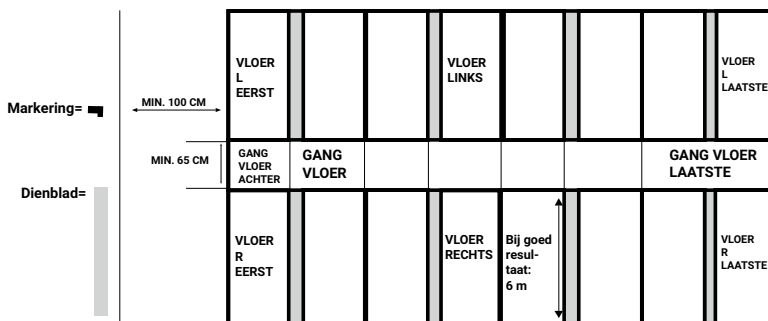 VLOER
L
EERST
VLOER
LINKS
VLOER
L
LAATSTE
Markering=
MIN. 100 CM
MIN. 65 CM
GANG
VLOER
ACHTER
GANG
VLOER
GANG VLOER
LAATSTE
Dienblad=
VLOER
R
EERST
VLOER
RECHTS
Bij goed
resul-
taat:
6 m
VLOER
R
LAATSTE